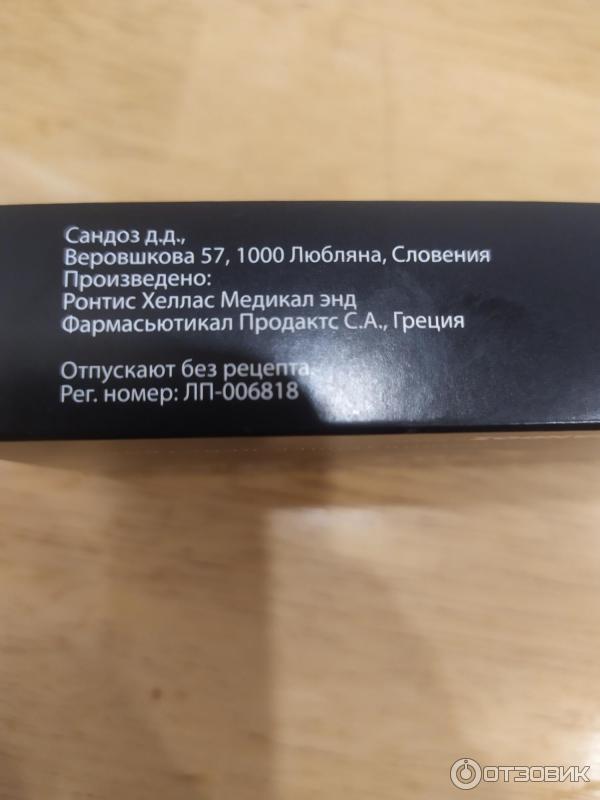 Сандоз д.д.,
Веровшкова 57, 1000 Любляна, Словения
Произведено:
Ронтис Хеллас Медикал энд
Фармасьютикал Продактс С.А., Греция
Отпускают без рецепта.
Рег. номер: ЛП-006818
ОТЗОВИК